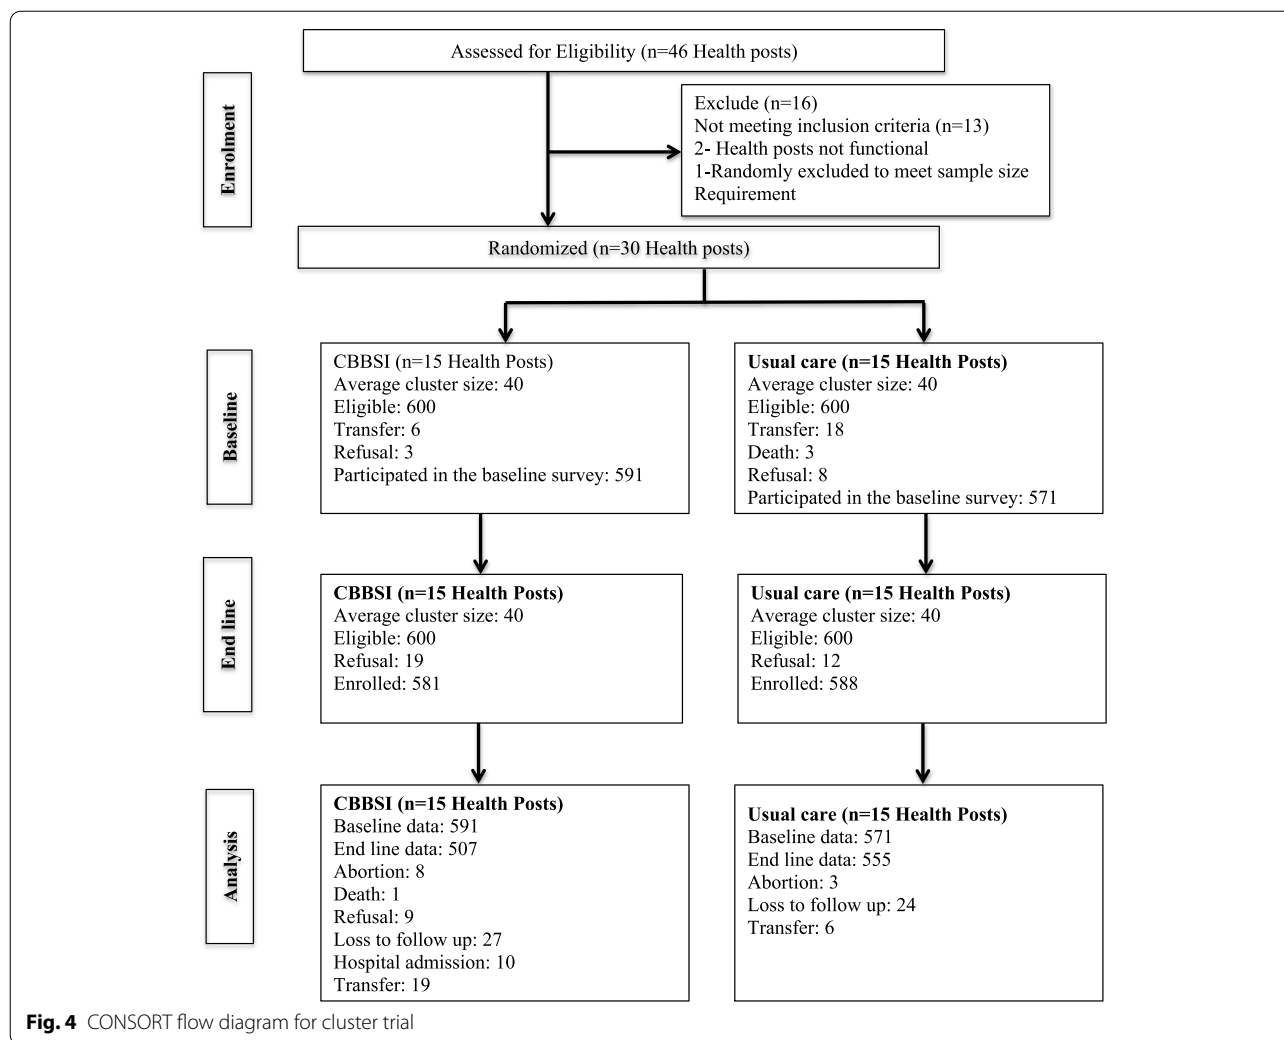 Assessed for Eligibility (n=46 Health posts)
Enrolment
Exclude (n=16)
Not meeting inclusion criteria (n=13)
2- Health posts not functional
1-Randomly excluded to meet sample size
Requirement
Randomized (n=30 Health posts)
Baseline
CBBSI (n=15 Health Posts)
Average cluster size: 40
Eligible: 600
Transfer: 6
Refusal: 3
Participated in the baseline survey: 591
Usual care (n=15 Health Posts)
Average cluster size: 40
Eligible: 600
Transfer: 18
Death: 3
Refusal: 8
Participated in the baseline survey: 571
End line
CBBSI (n=15 Health Posts)
Average cluster size: 40
Eligible: 600
Refusal: 19
Enrolled: 581
Usual care (n=15 Health Posts)
Average cluster size: 40
Eligible: 600
Refusal: 12
Enrolled: 588
Analysis
CBBSI (n=15 Health Posts)
Baseline data: 591
End line data: 507
Abortion: 8
Death: 1
Refusal: 9
Loss to follow up: 27
Hospital admission: 10
Transfer: 19
Usual care (n=15 Health Posts)
Baseline data: 571
End line data: 555
Abortion: 3
Loss to follow up: 24
Transfer: 6
Fig. 4 CONSORT flow diagram for cluster trial